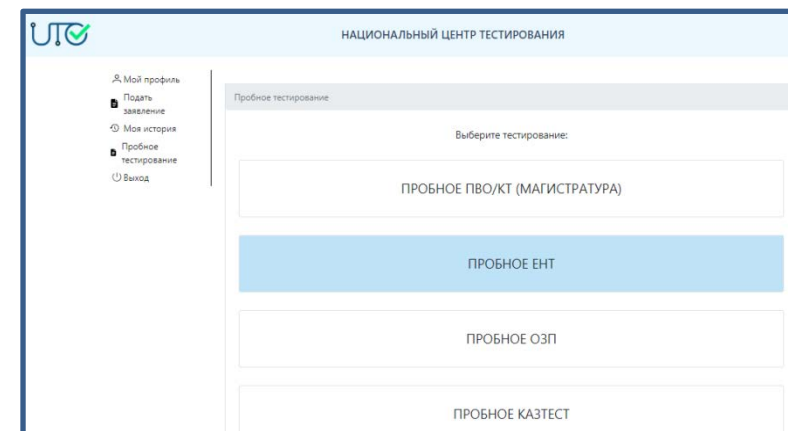 UTO
НАЦИОНАЛЬНЫЙ ЦЕНТР ТЕСТИРОВАНИЯ
Мой профиль
Подать
заявление
Моя история
Пробное
тестирование
Выход
Пробное тестирование
Выберите тестирование:
ПРОБНОЕ ПВО/КТ (МАГИСТРАТУРА)
ПРОБНОЕ ЕНТ
ПРОБНОЕ ОЗП
ПРОБНОЕ КАЗТЕСТ